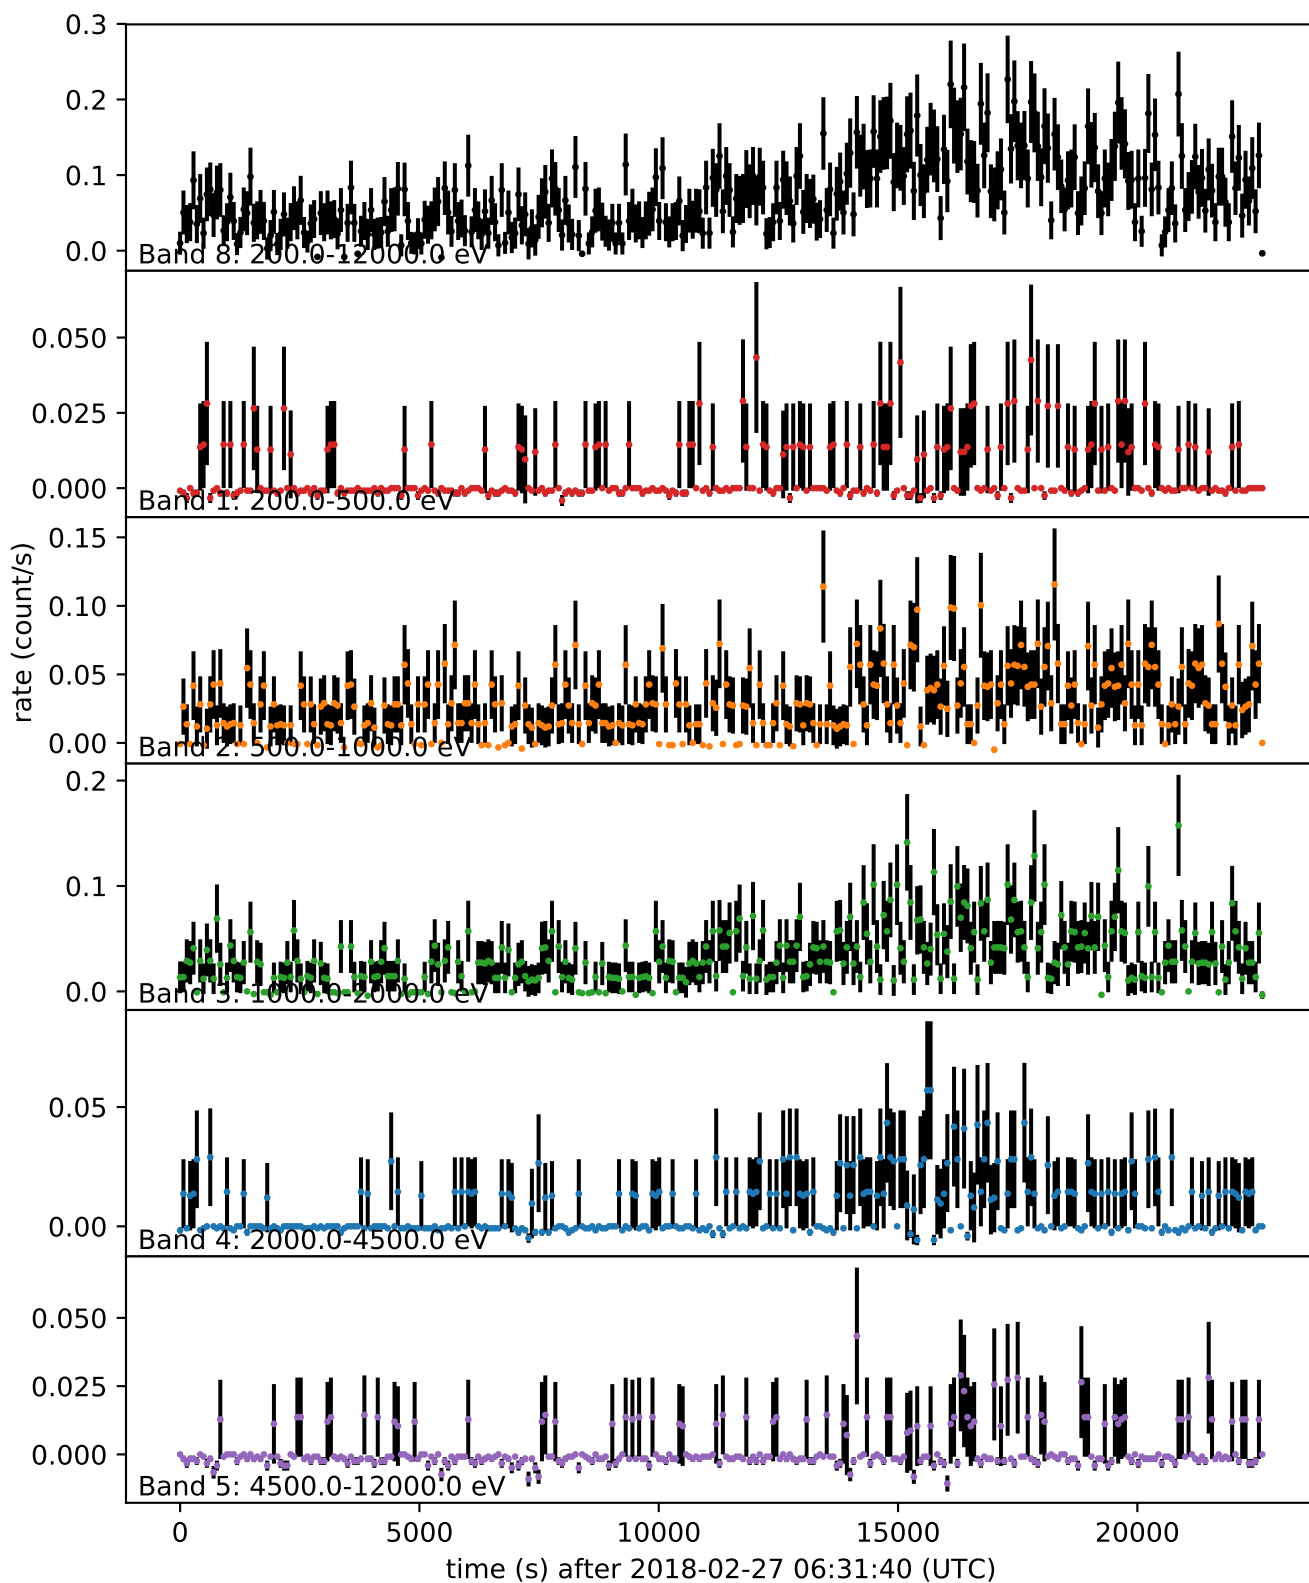 0.3
0.2
0.1
0.0
Band 8: 200.0-12000.0 eV
0.050
0.025
0.000
Band 1: 200.0-500.0 eV
rate (count/s)
0.15
0.10
0.05
0.00
Band 2: 500.0-1000.0 eV
0.2
0.1
0.0
Band 3: 1000.0-2000.0 eV
0.05
0.00
Band 4: 2000.0-4500.0 eV
0.050
0.025
0.000
Band 5: 4500.0-12000.0 eV
0 5000 10000 15000 20000
time (s) after 2018-02-27 06:31:40 (UTC)